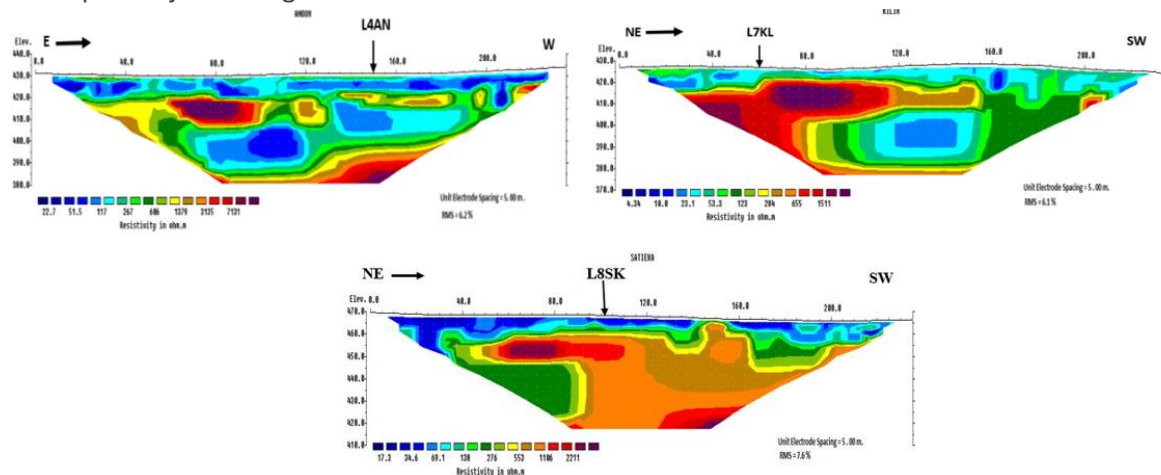 E
L4AN
W
Elev.
40.0
80.0
120.0
160.0
200.0
440.0
430.0
420.0
400.0
390.0
380.0
22.7 51.5 117 267 606 1379 3135 7131
Resistivity in ohm.m
Unit Electrode Spacing = 5.00 m.
RMS = 6.2 %
KILIM
NE
L7KL
SW
Elev. 0.0 40.0 80.0 120.0 160.0 200.0
430.0
420.0
410.0
400.0
390.0
380.0
370.0
4.34 10.0 23.1 53.3 123 284 655 1511
Resistivity in ohm.m
Unit Electrode Spacing = 5.00 m.
RMS = 6.1 %
NE
L8SK
SW
Elev. 0.0 40.0 80.0 120.0 160.0 200.0
470.0
460.0
450.0
440.0
430.0
420.0
410.0
17.3 34.6 69.1 138 276 553 1106 2211
Resistivity in ohm.m
Unit Electrode Spacing = 5.00 m.
RMS = 7.6 %